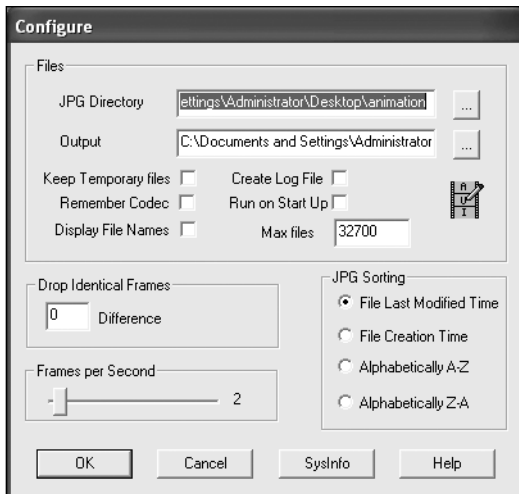 Configure
Files
JPG Directory ettings\Administrator\Desktop\animation ...
Output C:\Documents and Settings\Administrator ...
Keep Temporary files Create Log File
Remember Codec Run on Start Up
Display File Names Max files 32700
A
V
I
Drop Identical Frames
0 Difference
Frames per Second
2
JPG Sorting
File Last Modified Time
File Creation Time
Alphabetically A-Z
Alphabetically Z-A
OK Cancel SysInfo Help